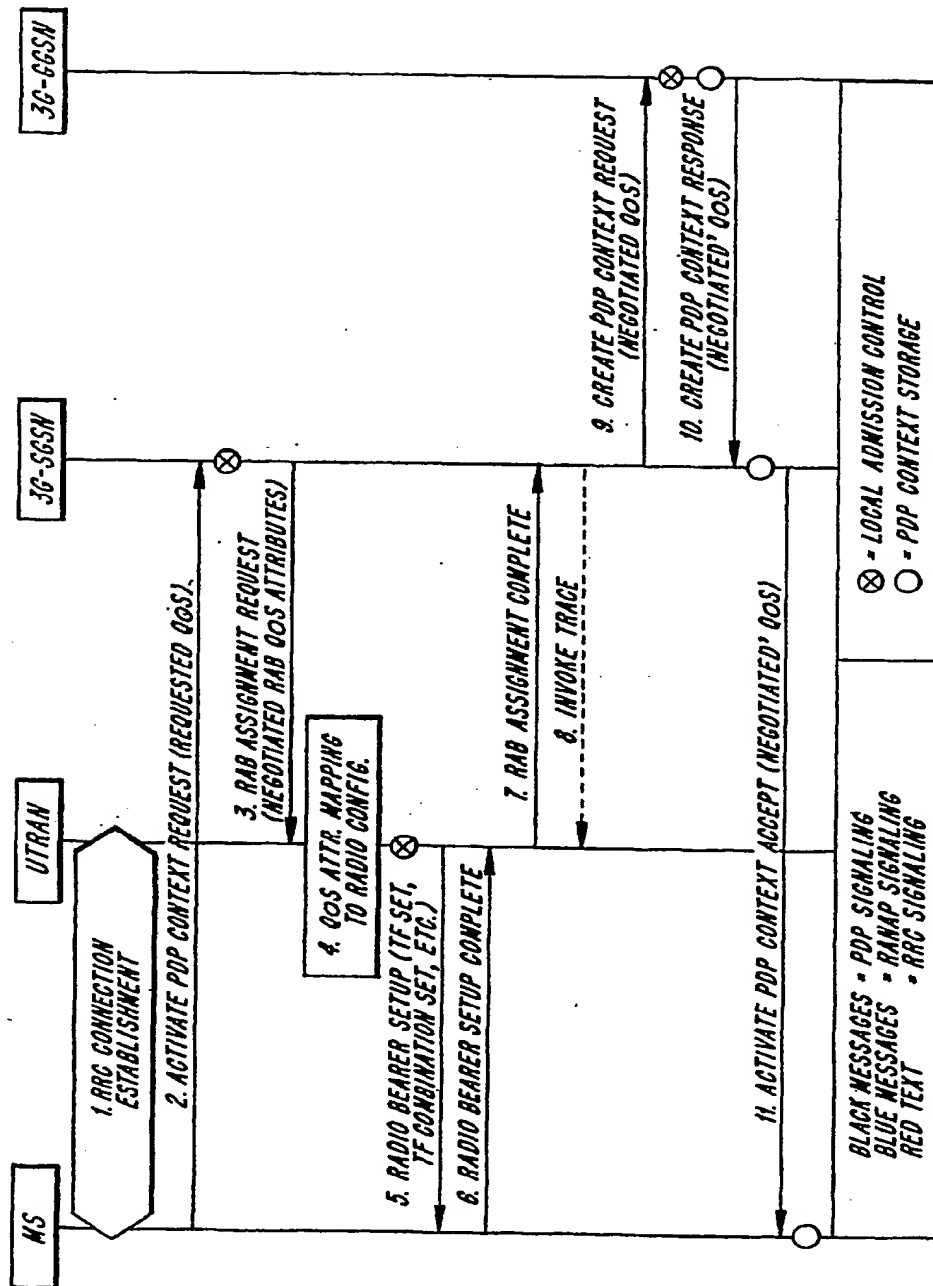 MS
UTRAN
3G-SGSN
3G-GGSN
1. RRC CONNECTION
ESTABLISHMENT
2. ACTIVATE PDP CONTEXT REQUEST (REQUESTED QOS).
3. RAB ASSIGNMENT REQUEST
(NEGOTIATED RAB QOS ATTRIBUTES)
4. QOS ATTR. MAPPING
TO RADIO CONFIG.
5. RADIO BEARER SETUP (TF SET,
TF COMBINATION SET, ETC.)
6. RADIO BEARER SETUP COMPLETE
7. RAB ASSIGNMENT COMPLETE
8. INVOKE TRACE
9. CREATE PDP CONTEXT REQUEST
(NEGOTIATED QOS)
10. CREATE PDP CONTEXT RESPONSE
(NEGOTIATED' QOS)
11. ACTIVATE PDP CONTEXT ACCEPT (NEGOTIATED' QOS)
BLACK MESSAGES = PDP SIGNALING
BLUE MESSAGES = RANAP SIGNALING
RED TEXT = RRC SIGNALING
= LOCAL ADMISSION CONTROL
= PDP CONTEXT STORAGE